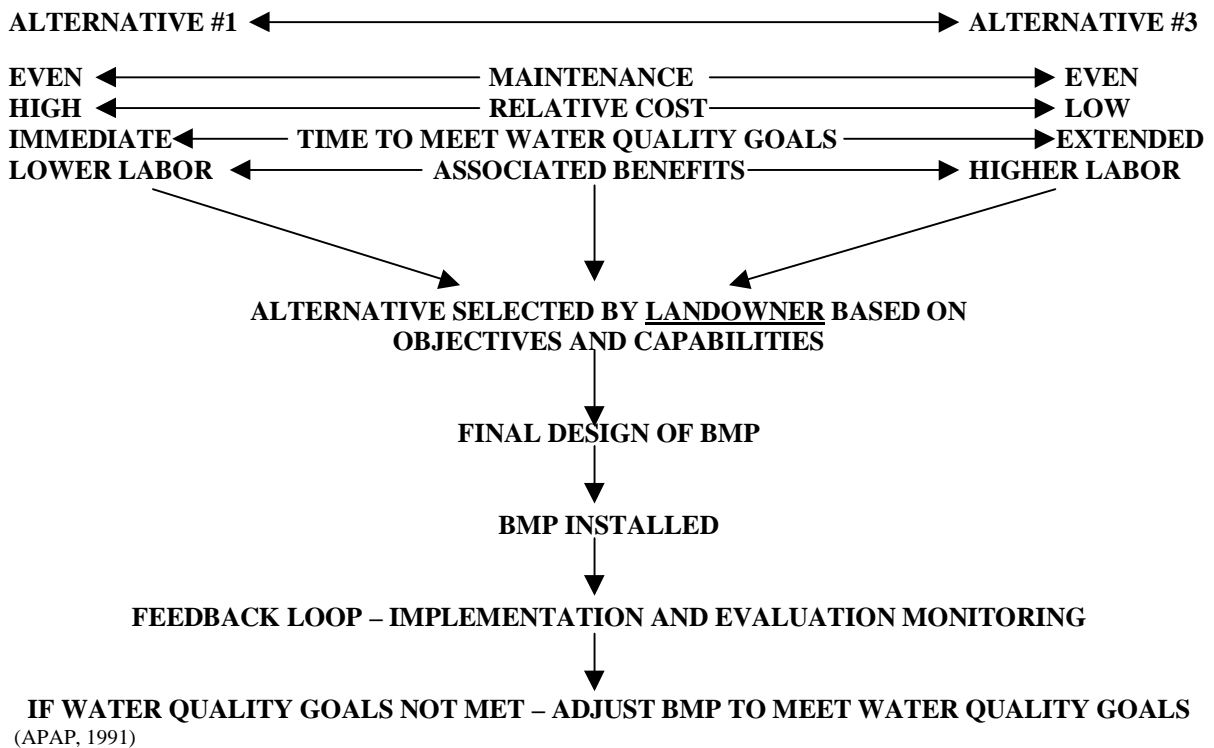 ALTERNATIVE #1 ALTERNATIVE #3
EVEN MAINTENANCE EVEN
HIGH RELATIVE COST LOW
IMMEDIATE TIME TO MEET WATER QUALITY GOALS EXTENDED
LOWER LABOR ASSOCIATED BENEFITS HIGHER LABOR
ALTERNATIVE SELECTED BY LANDOWNER BASED ON
OBJECTIVES AND CAPABILITIES
FINAL DESIGN OF BMP
BMP INSTALLED
FEEDBACK LOOP – IMPLEMENTATION AND EVALUATION MONITORING
IF WATER QUALITY GOALS NOT MET – ADJUST BMP TO MEET WATER QUALITY GOALS
(APAP, 1991)